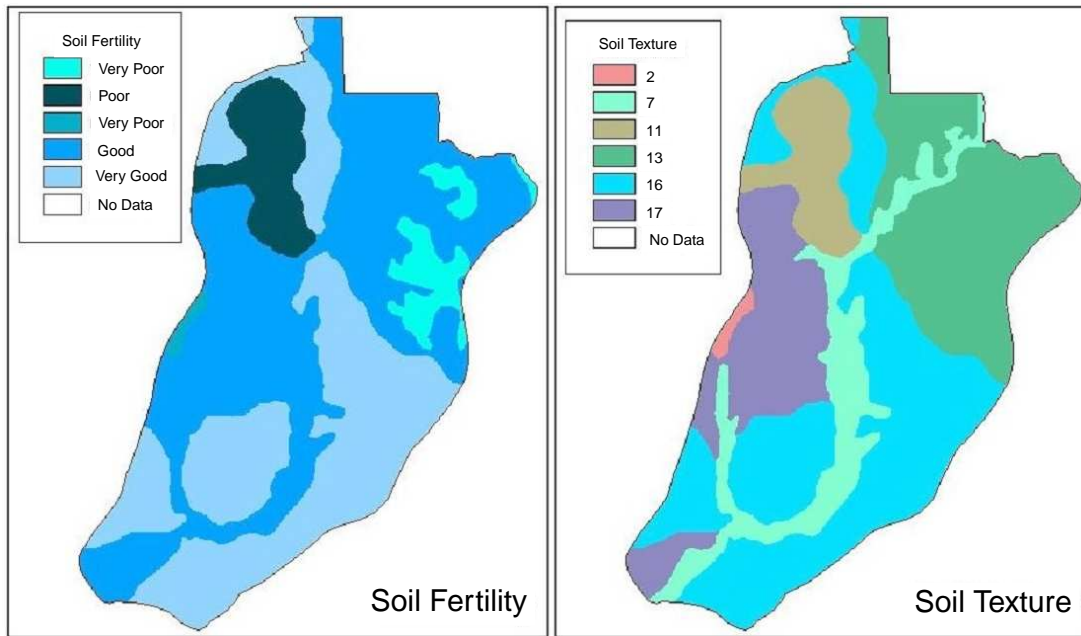 Soil Fertility
Very Poor
Poor
Very Poor
Good
Very Good
No Data
Soil Fertility
Soil Texture
2
7
11
13
16
17
No Data
Soil Texture